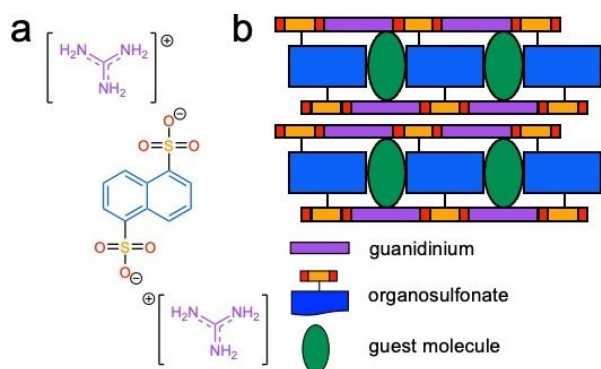 a
⊕
H₂N NH₂
NH₂
⊖
O
O=S=O
O=S=O
O
⊖
⊕
H₂N NH₂
NH₂
b
guanidinium
organosulfonate
guest molecule